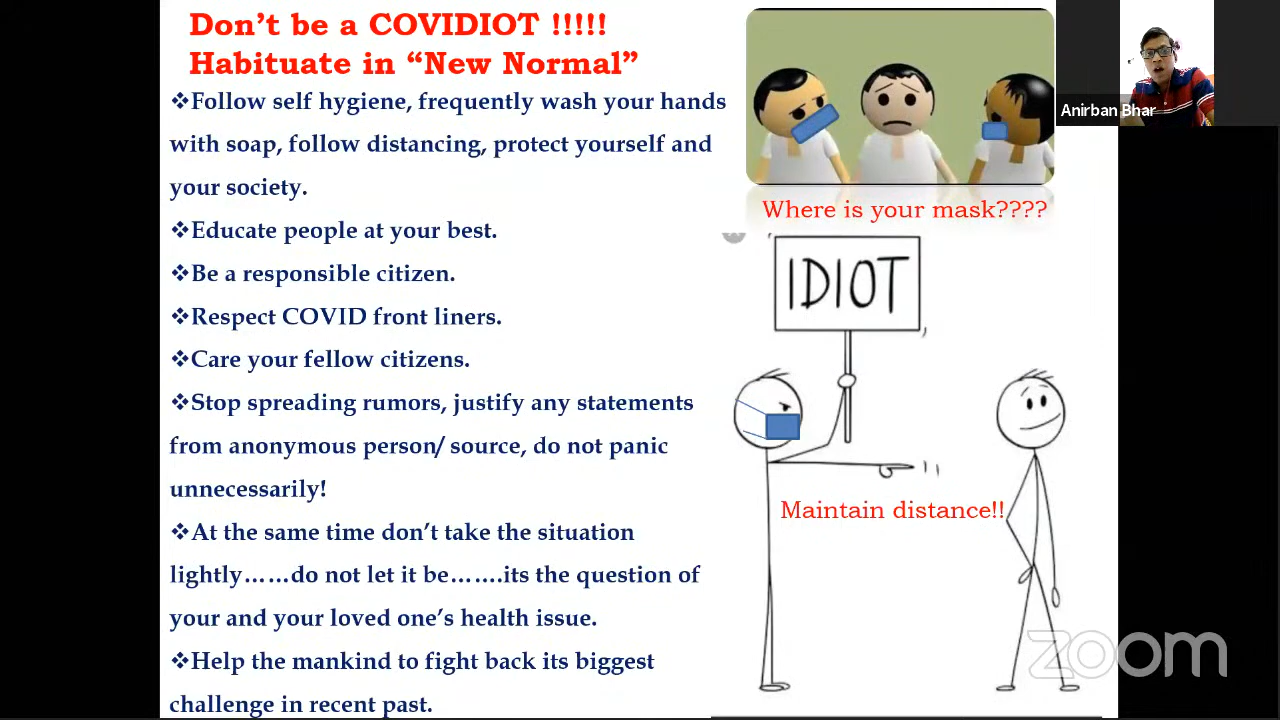 Don't be a COVIDIOT !!!!!
Habituate in “New Normal”
❖Follow self hygiene, frequently wash your hands
with soap, follow distancing, protect yourself and
your society.
❖Educate people at your best.
❖Be a responsible citizen.
❖Respect COVID front liners.
❖Care your fellow citizens.
❖Stop spreading rumors, justify any statements
from anonymous person/ source, do not panic
unnecessarily!
❖At the same time don't take the situation
lightly……do not let it be…….its the question of
your and your loved one's health issue.
❖Help the mankind to fight back its biggest
challenge in recent past.
Where is your mask????
IDIOT
Maintain distance!!
Anirban Bhar
zoom